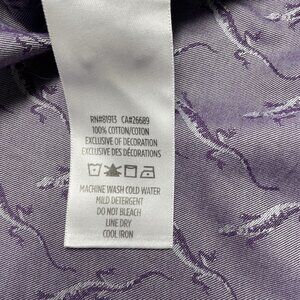 RN#81913 CA#26689
100% COTTON/COTON
EXCLUSIVE OF DECORATION
EXCLUSIVE DES DÉCORATIONS
MACHINE WASH COLD WATER
MILD DETERGENT
DO NOT BLEACH
LINE DRY
COOL IRON